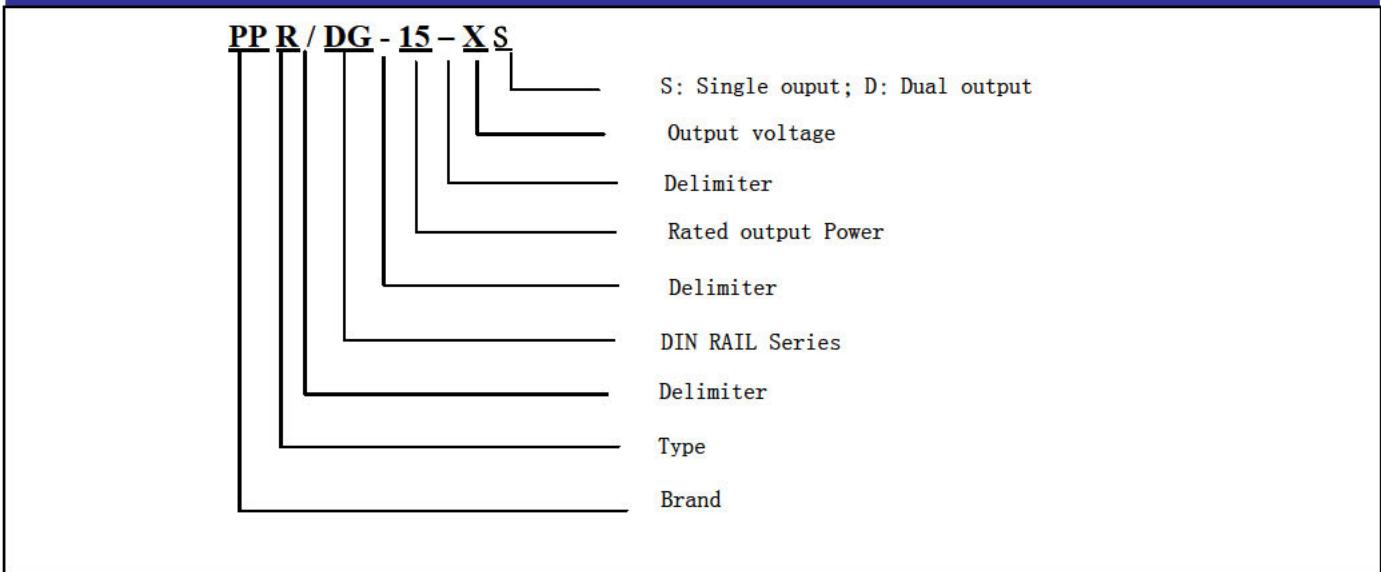 PP R / DG - 15 – X S
S: Single ouput; D: Dual output
Output voltage
Delimiter
Rated output Power
Delimiter
DIN RAIL Series
Delimiter
Type
Brand